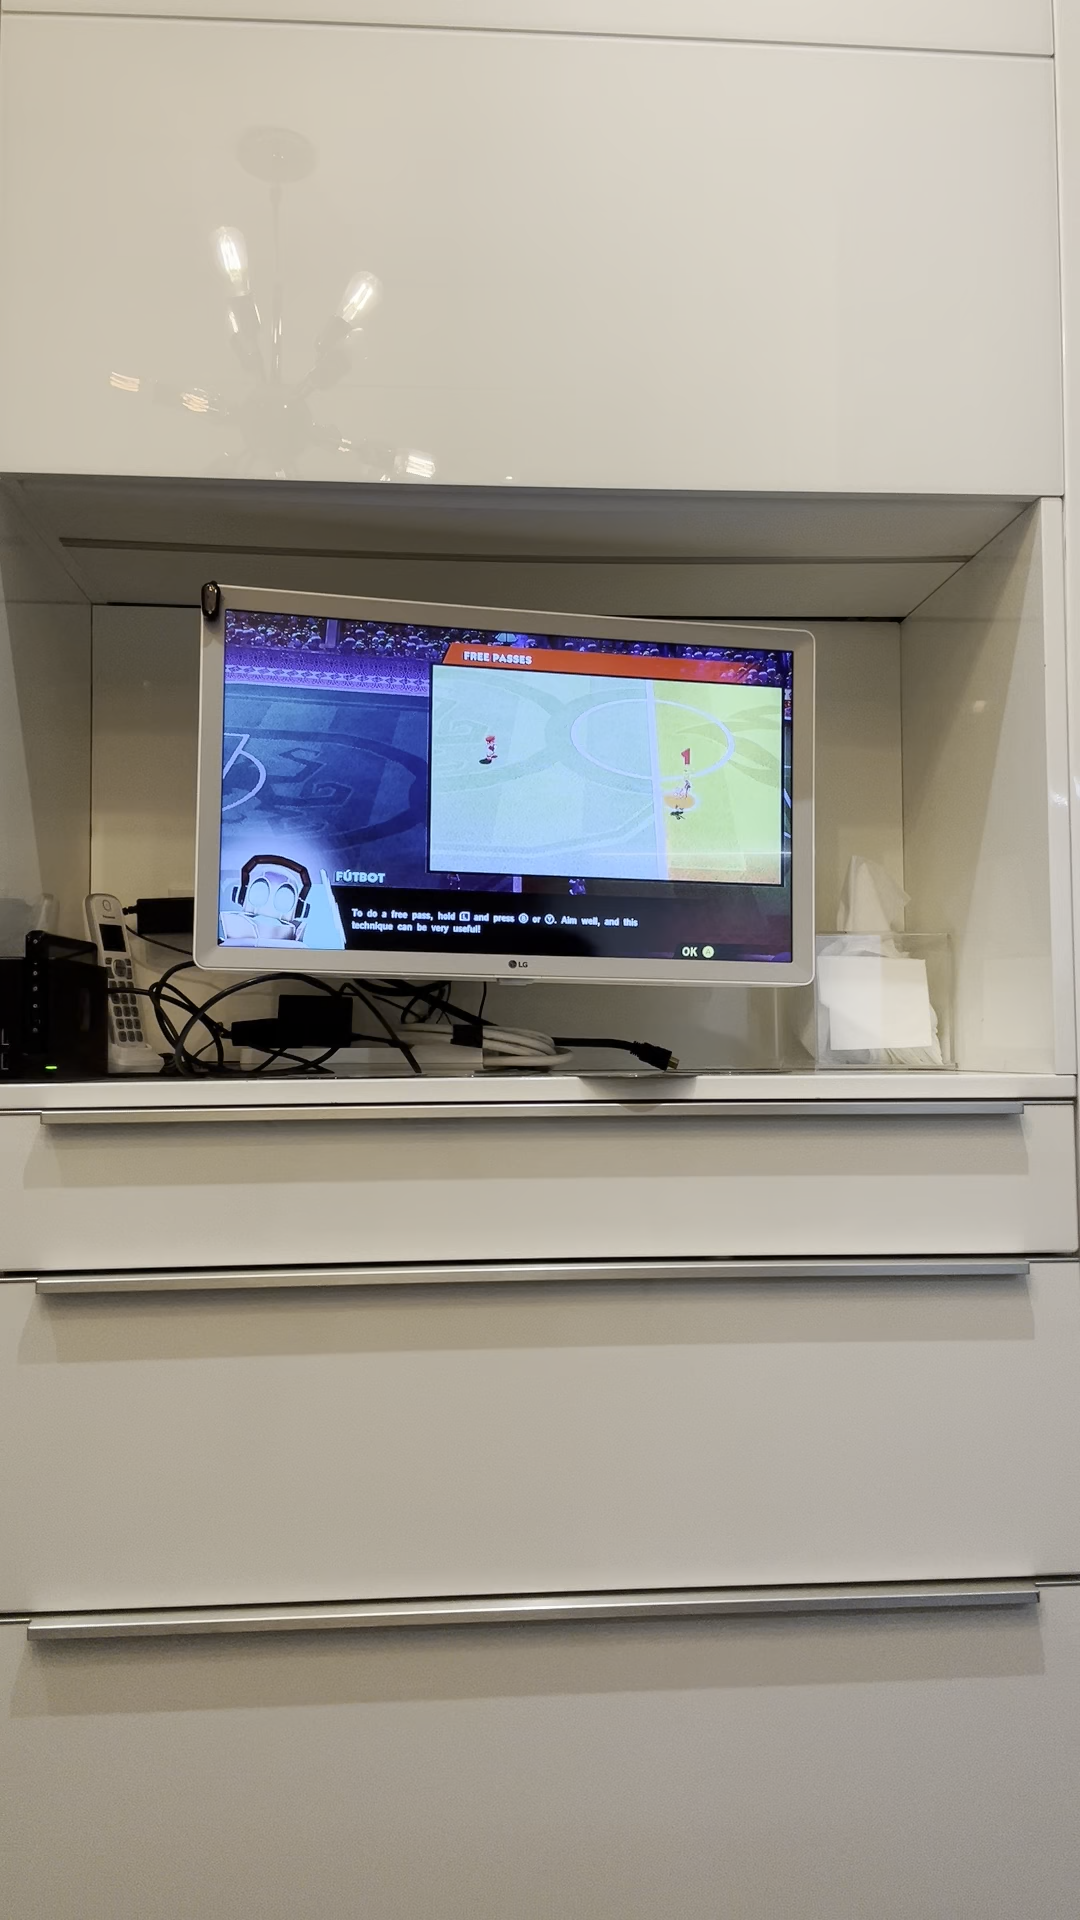 FREE PASSES
FÚTBOT
To do a free pass, hold L and press B or Y. Aim well, and this
technique can be very useful!
OK A
LG